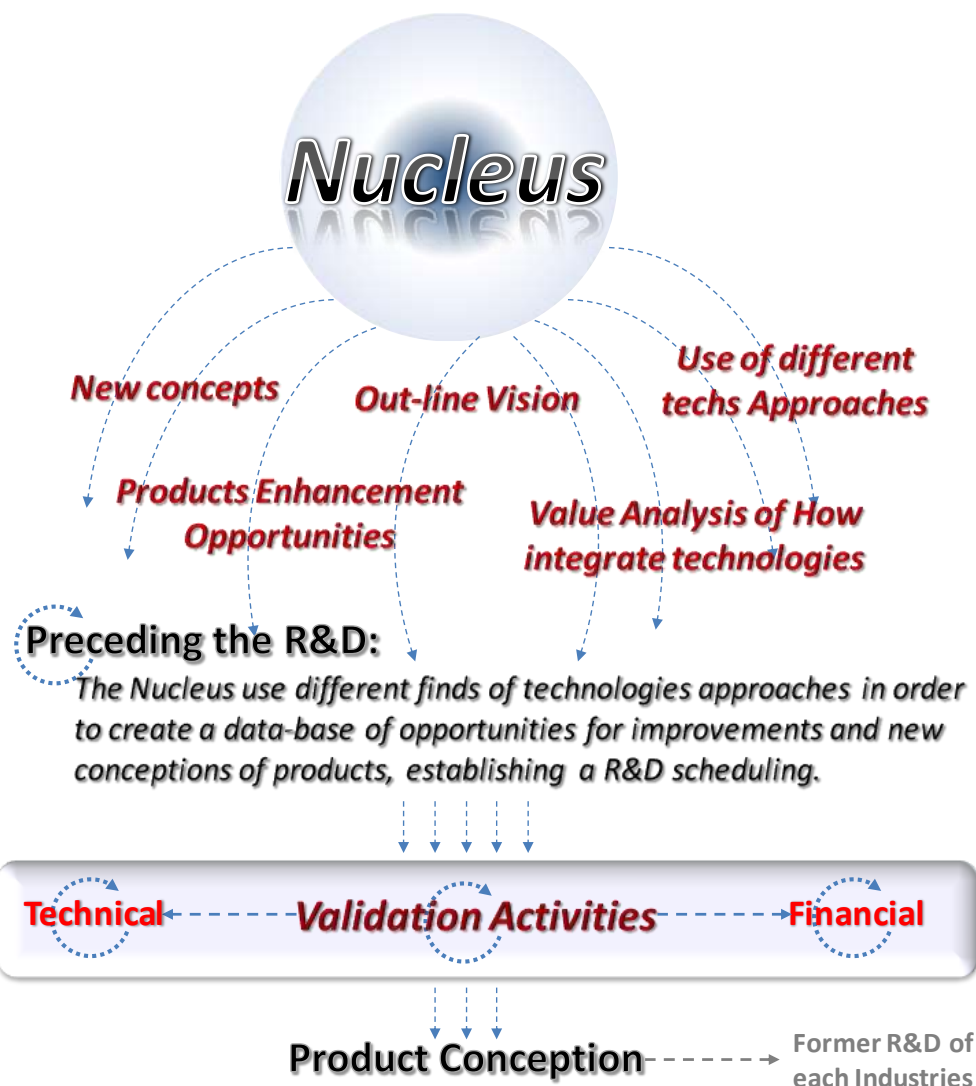 Nucleus
New concepts
Out-line Vision
Use of different
techs Approaches
Products Enhancement
Opportunities
Value Analysis of How
integrate technologies
Preceding the R&D:
The Nucleus use different finds of technologies approaches in order
to create a data-base of opportunities for improvements and new
conceptions of products, establishing a R&D scheduling.
Technical
Validation Activities
Financial
Product Conception
Former R&D of
each Industries